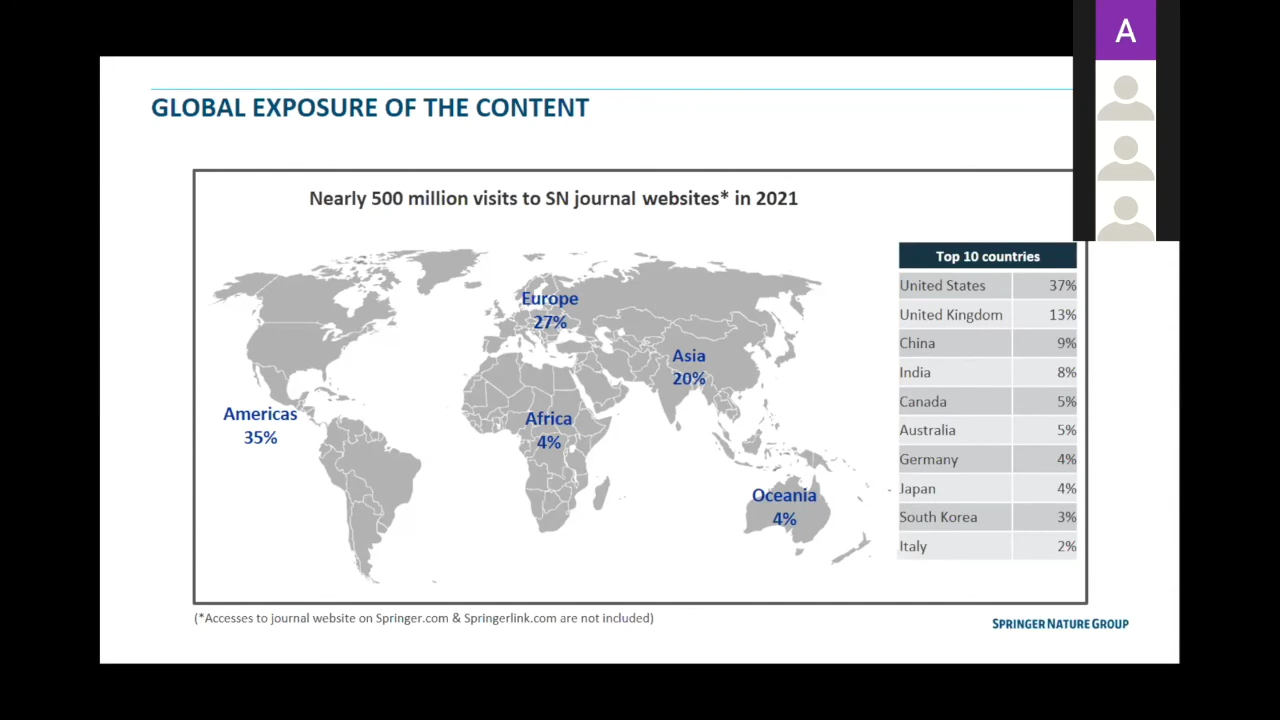 A
GLOBAL EXPOSURE OF THE CONTENT
Nearly 500 million visits to SN journal websites* in 2021
Europe
27%
Asia
20%
Americas
35%
Africa
4%
Oceania
4%
Top 10 countries
United States 37%
United Kingdom 13%
China 9%
India 8%
Canada 5%
Australia 5%
Germany 4%
Japan 4%
South Korea 3%
Italy 2%
(*Accesses to journal website on Springer.com & Springerlink.com are not included)
SPRINGER NATURE GROUP